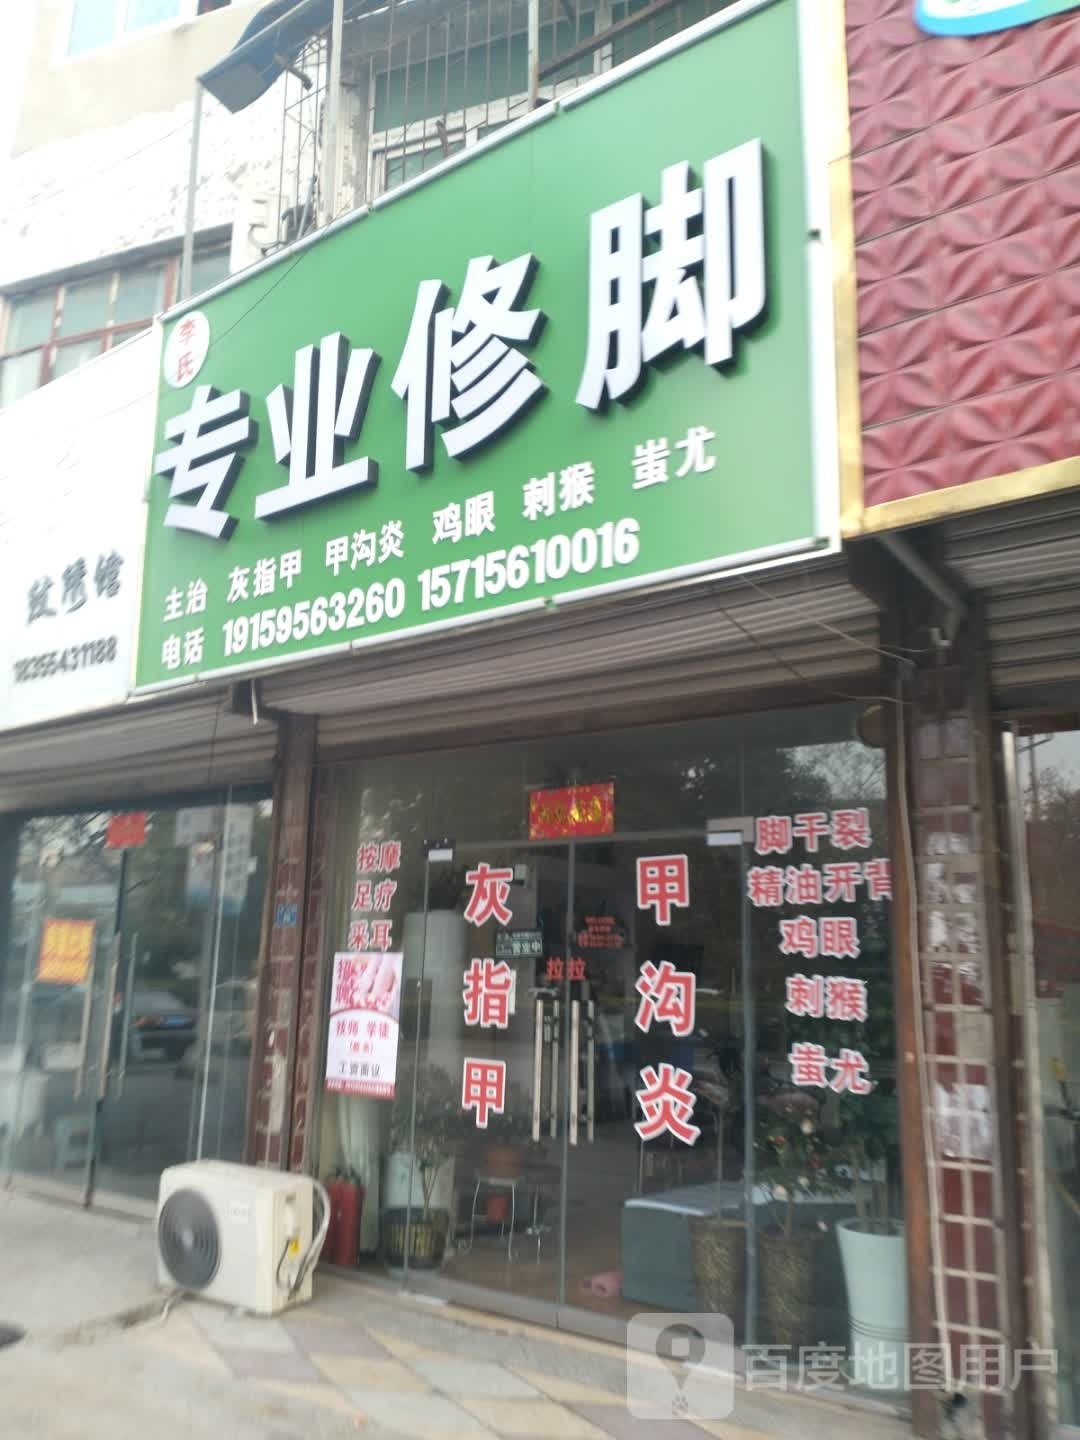 李氏
专业修脚
主治 灰指甲 甲沟炎 鸡眼 刺猴 蚩尤
电话 19159563260 15715610016
纹绣馆
18355431188
按摩
足疗
采耳
灰指甲
甲沟炎
脚干裂
精油开背
鸡眼
刺猴
蚩尤
营业中
拉拉
技师 学徒
工资面议
百度地图用户